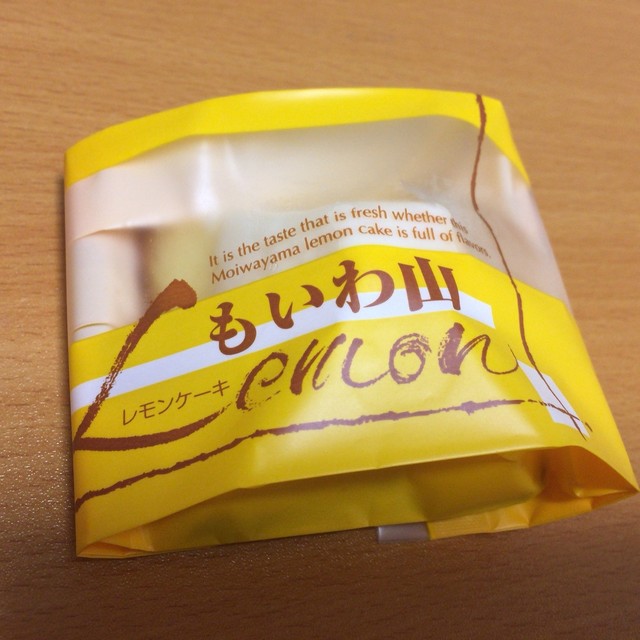 It is the taste that is fresh whether this
Moiwayama lemon cake is full of flavors.
もいわ山
Lemon
レモンケーキ